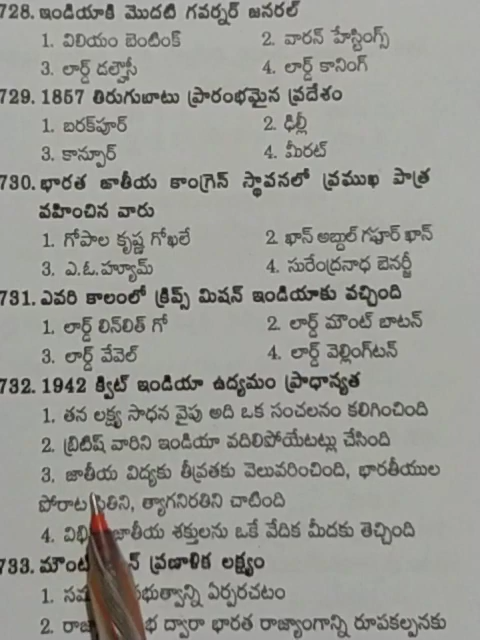 728. ఇండియాకి మొదటి గవర్నర్ జనరల్
1. విలియం బెంటింక్ 2. వారన్ హేస్టింగ్స్
3. లార్డ్ డల్హౌసీ 4. లార్డ్ కానింగ్
729. 1857 తిరుగుబాటు ప్రారంభమైన ప్రదేశం
1. బరక్‌పూర్ 2. ఢిల్లీ
3. కాన్పూర్ 4. మీరట్
730. భారత జాతీయ కాంగ్రెస్ స్థాపనలో ప్రముఖ పాత్ర
వహించిన వారు
1. గోపాల కృష్ణ గోఖలే 2. ఖాన్ అబ్దుల్ గఫూర్ ఖాన్
3. ఎ.ఓ.హ్యూమ్ 4. సురేంద్రనాధ బెనర్జీ
731. ఎవరి కాలంలో క్రిప్స్ మిషన్ ఇండియాకు వచ్చింది
1. లార్డ్ లిన్‌లిత్ గో 2. లార్డ్ మౌంట్ బాటన్
3. లార్డ్ వేవెల్ 4. లార్డ్ వెల్లింగ్‌టన్
732. 1942 క్విట్ ఇండియా ఉద్యమం ప్రాధాన్యత
1. తన లక్ష్య సాధన వైపు అది ఒక సంచలనం కలిగించింది
2. బ్రిటిష్ వారిని ఇండియా వదిలిపోయేటట్లు చేసింది
3. జాతీయ విద్యకు తీవ్రతకు వెలువరించింది, భారతీయుల
పోరాట త్యాగనిరతిని చాటింది
4. జాతీయ శక్తులను ఒకే వేదిక మీదకు తెచ్చింది
733. ప్రణాళిక లక్ష్యం
1. ఏర్పరచటం
2. ద్వారా భారత రాజ్యాంగాన్ని రూపకల్పనకు